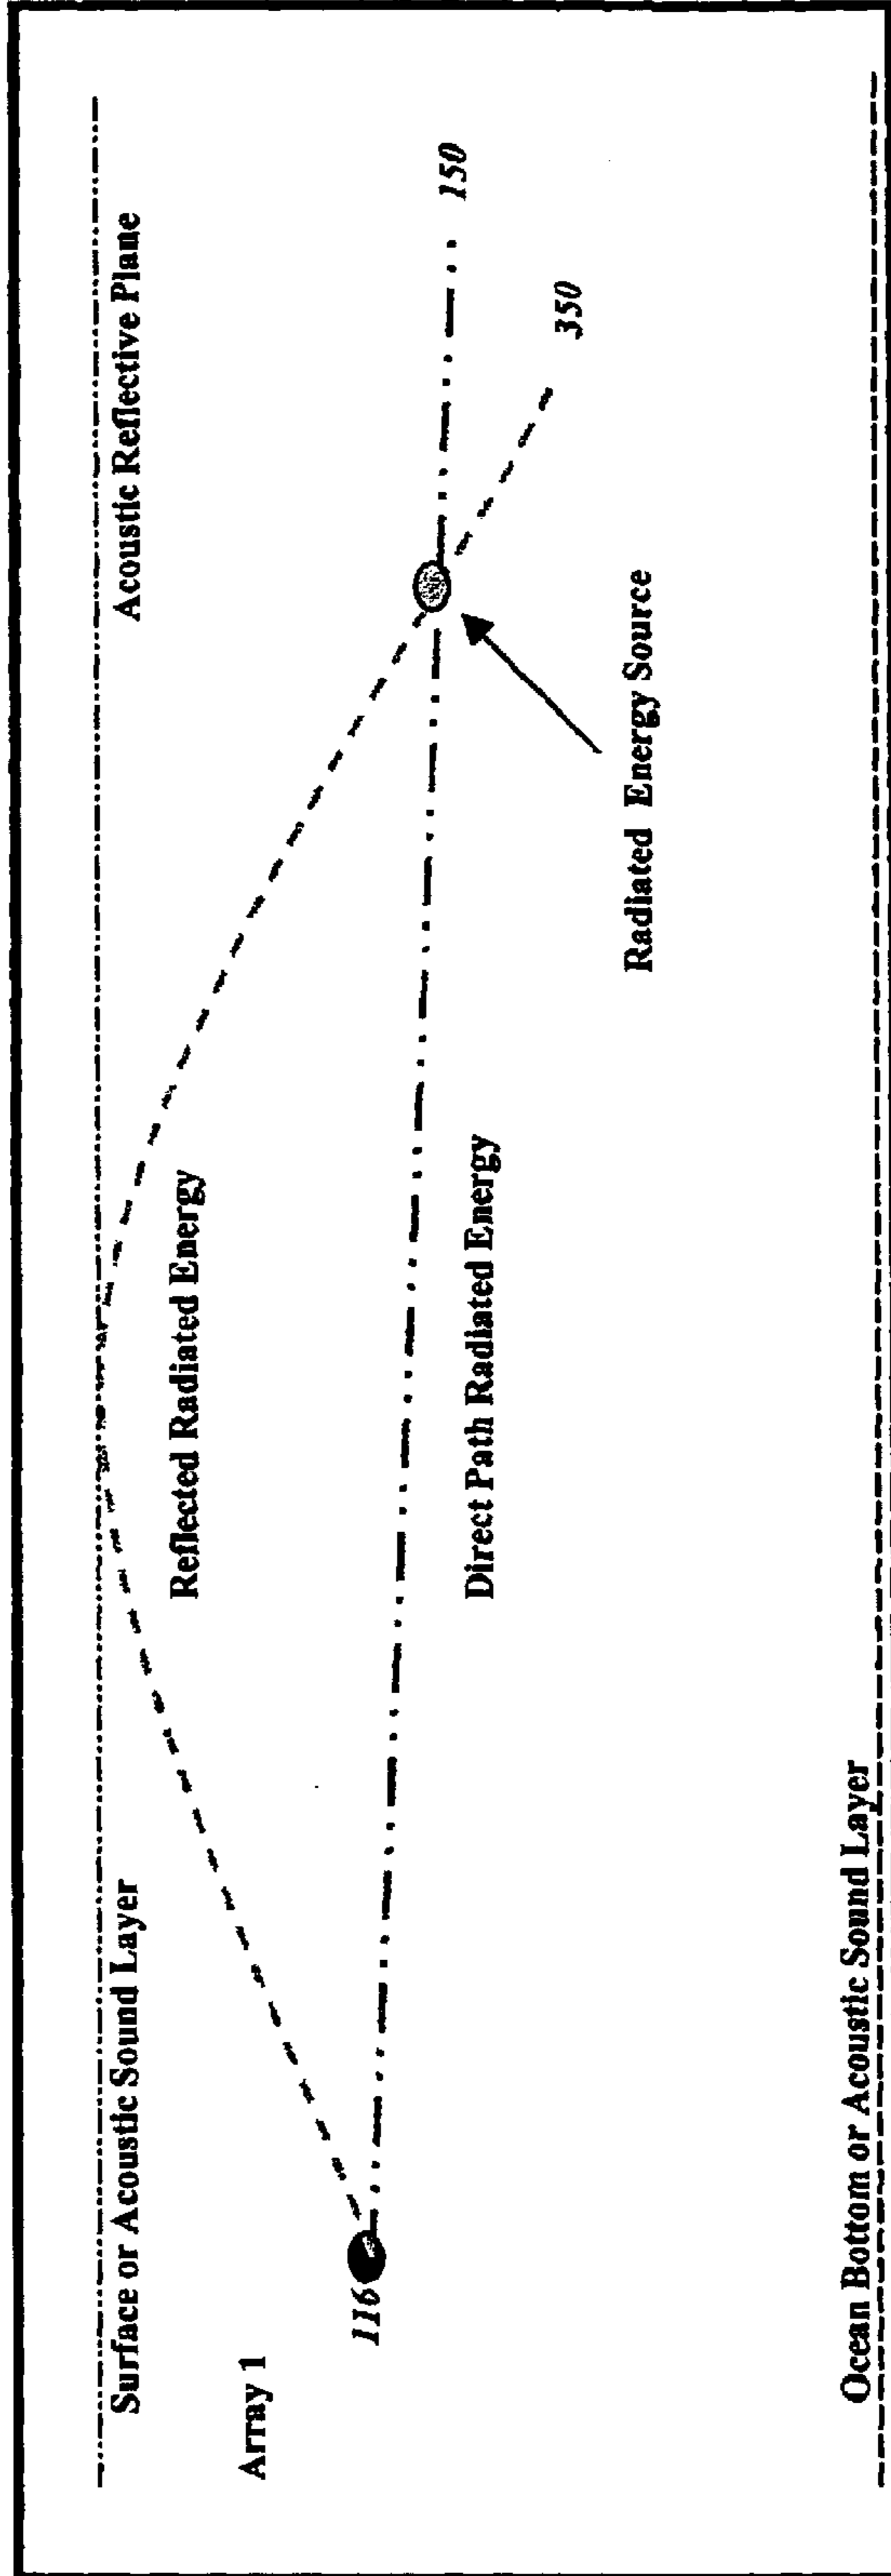 Surface or Acoustic Sound Layer
Acoustic Reflective Plane
Array 1
Reflected Radiated Energy
116
150
350
Direct Path Radiated Energy
Radiated Energy Source
Ocean Bottom or Acoustic Sound Layer